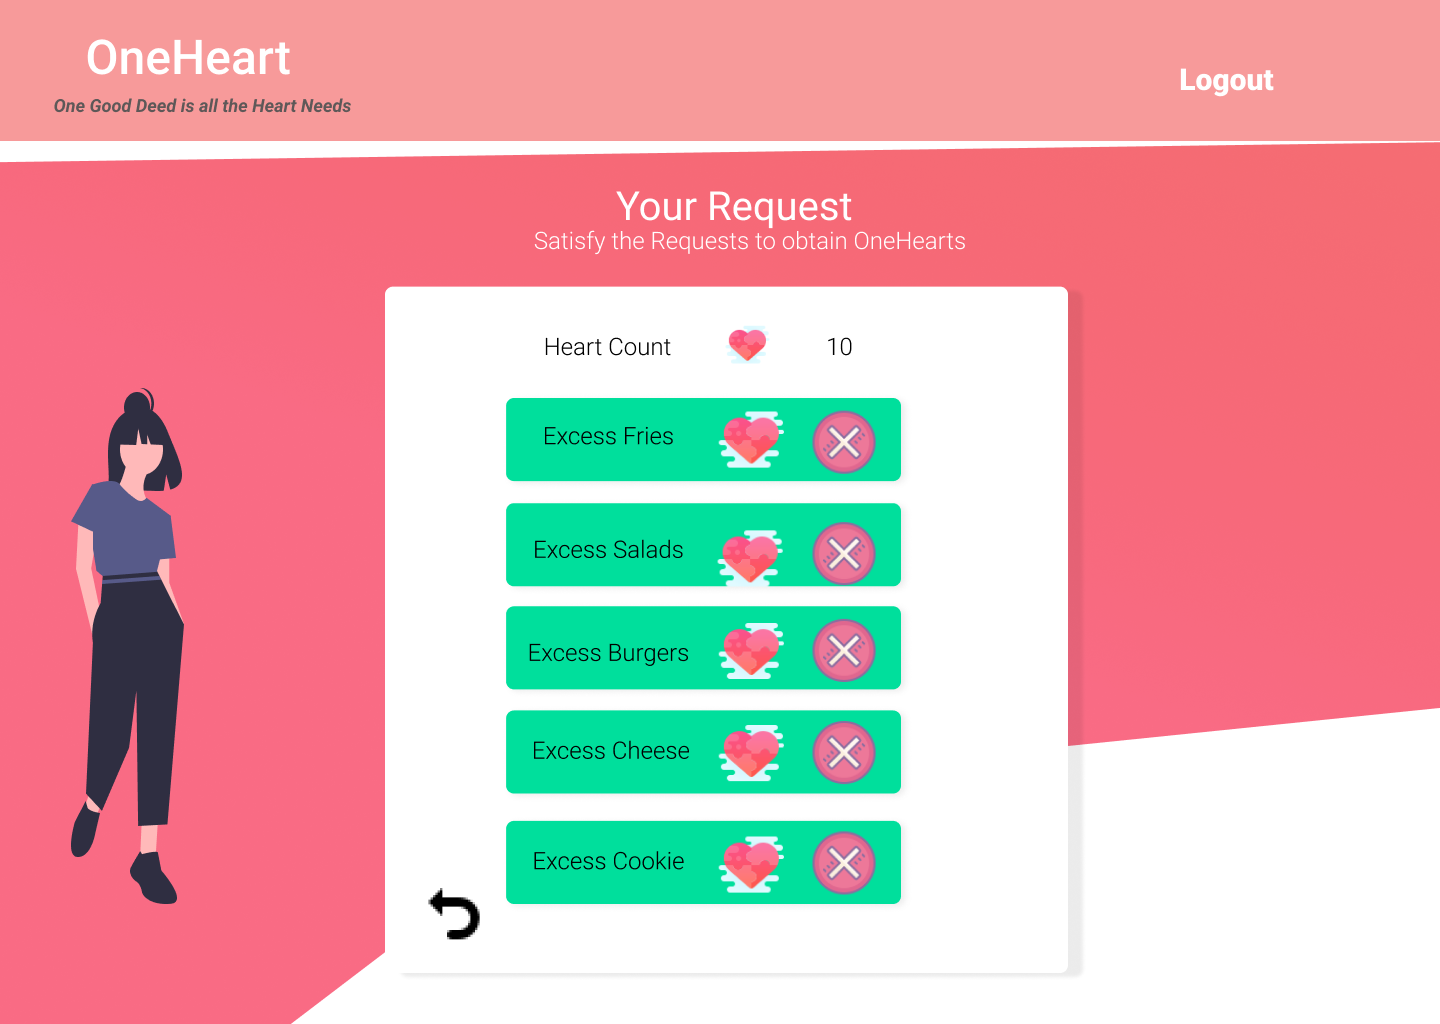 OneHeart
One Good Deed is all the Heart Needs
Logout
Your Request
Satisfy the Requests to obtain OneHearts
Heart Count 10
Excess Fries
Excess Salads
Excess Burgers
Excess Cheese
Excess Cookie